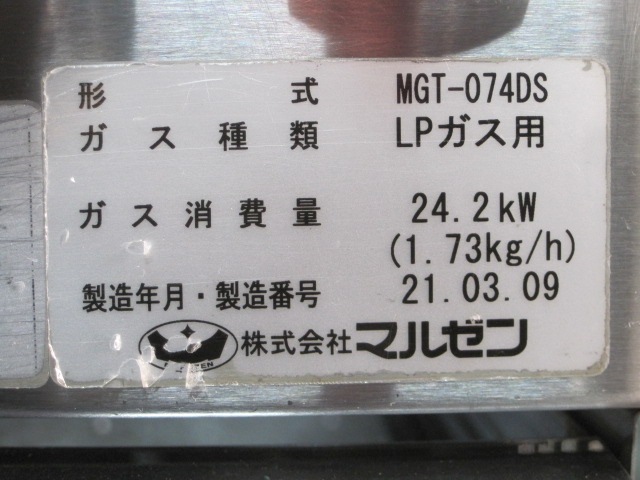 形式 MGT-074DS
ガス種類 LPガス用
ガス消費量 24.2kW
(1.73kg/h)
製造年月・製造番号 21.03.09
株式会社マルゼン